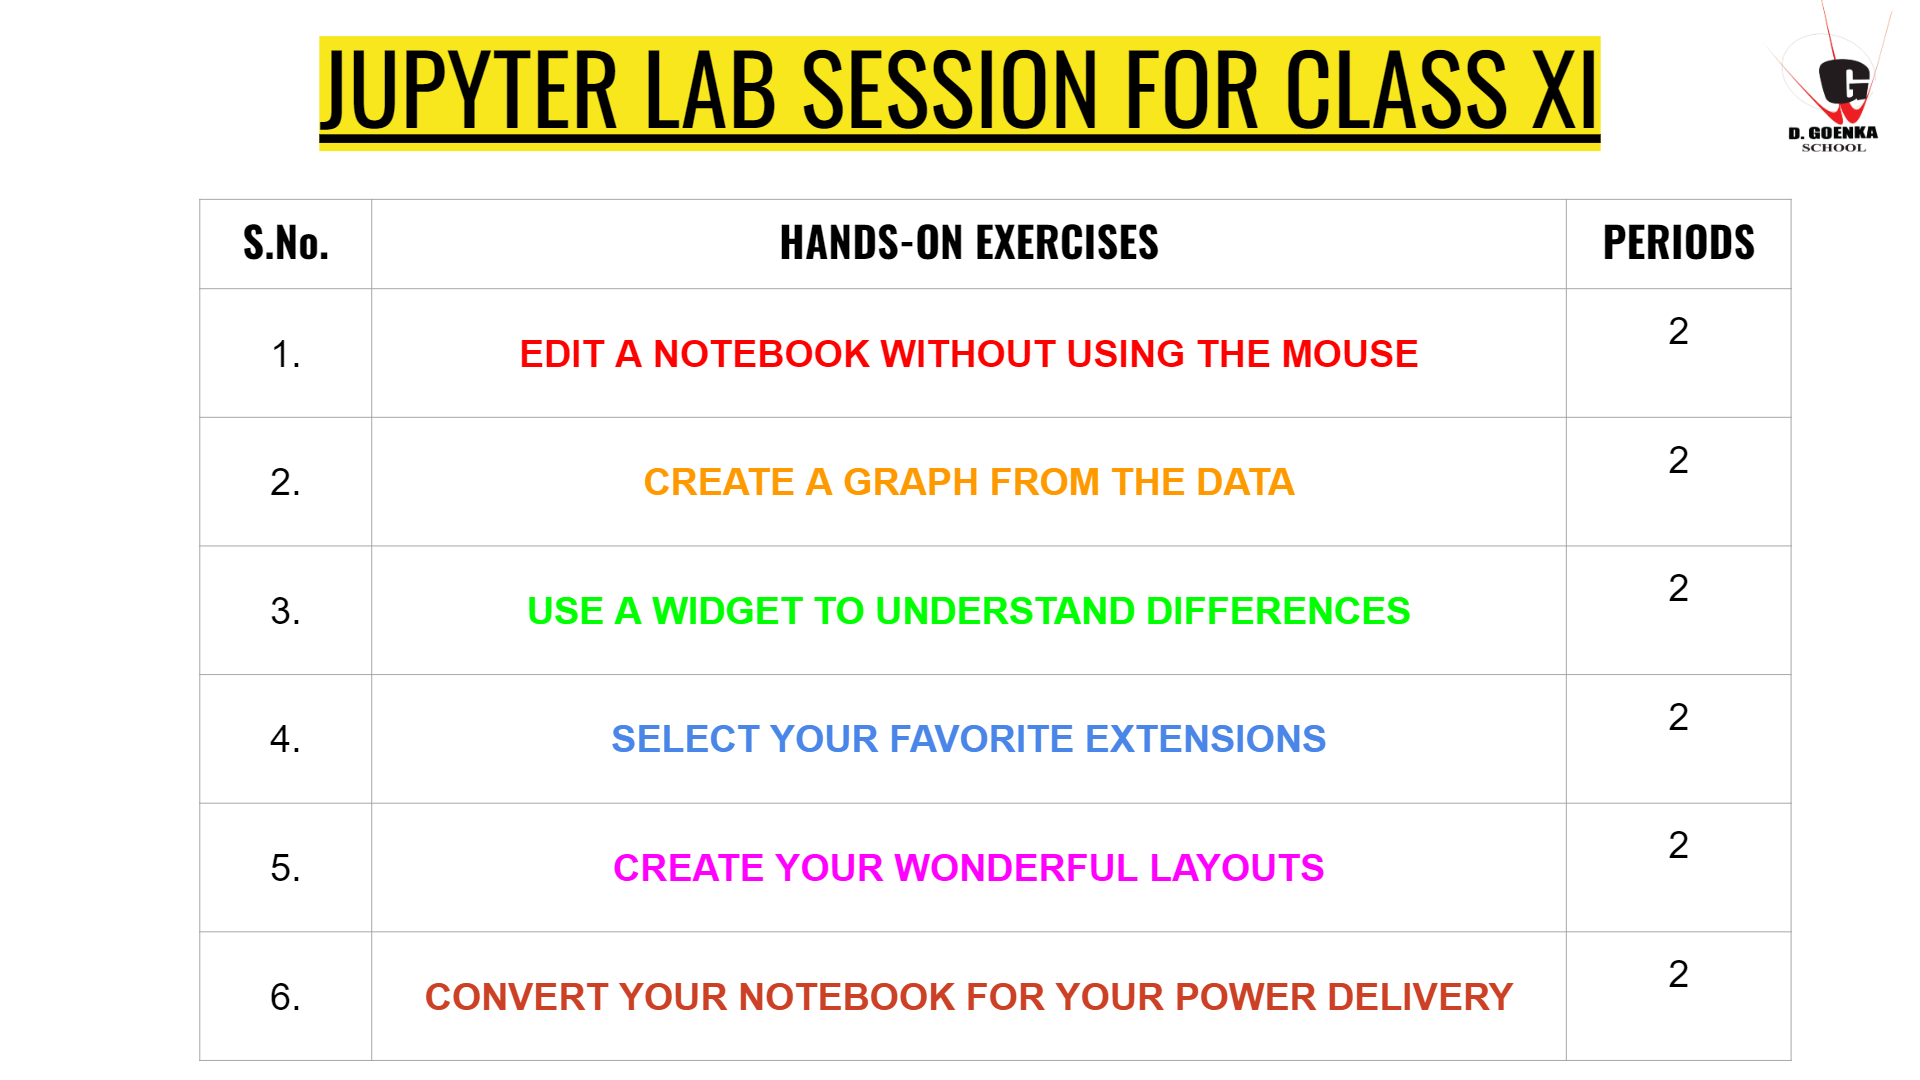 JUPYTER LAB SESSION FOR CLASS XI
G
D. GOENKA
SCHOOL
S.No. HANDS-ON EXERCISES PERIODS
1. EDIT A NOTEBOOK WITHOUT USING THE MOUSE 2
2. CREATE A GRAPH FROM THE DATA 2
3. USE A WIDGET TO UNDERSTAND DIFFERENCES 2
4. SELECT YOUR FAVORITE EXTENSIONS 2
5. CREATE YOUR WONDERFUL LAYOUTS 2
6. CONVERT YOUR NOTEBOOK FOR YOUR POWER DELIVERY 2